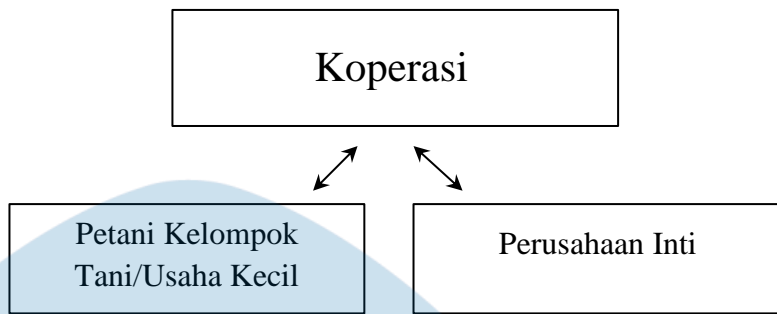 Koperasi
Petani Kelompok
Tani/Usaha Kecil
Perusahaan Inti